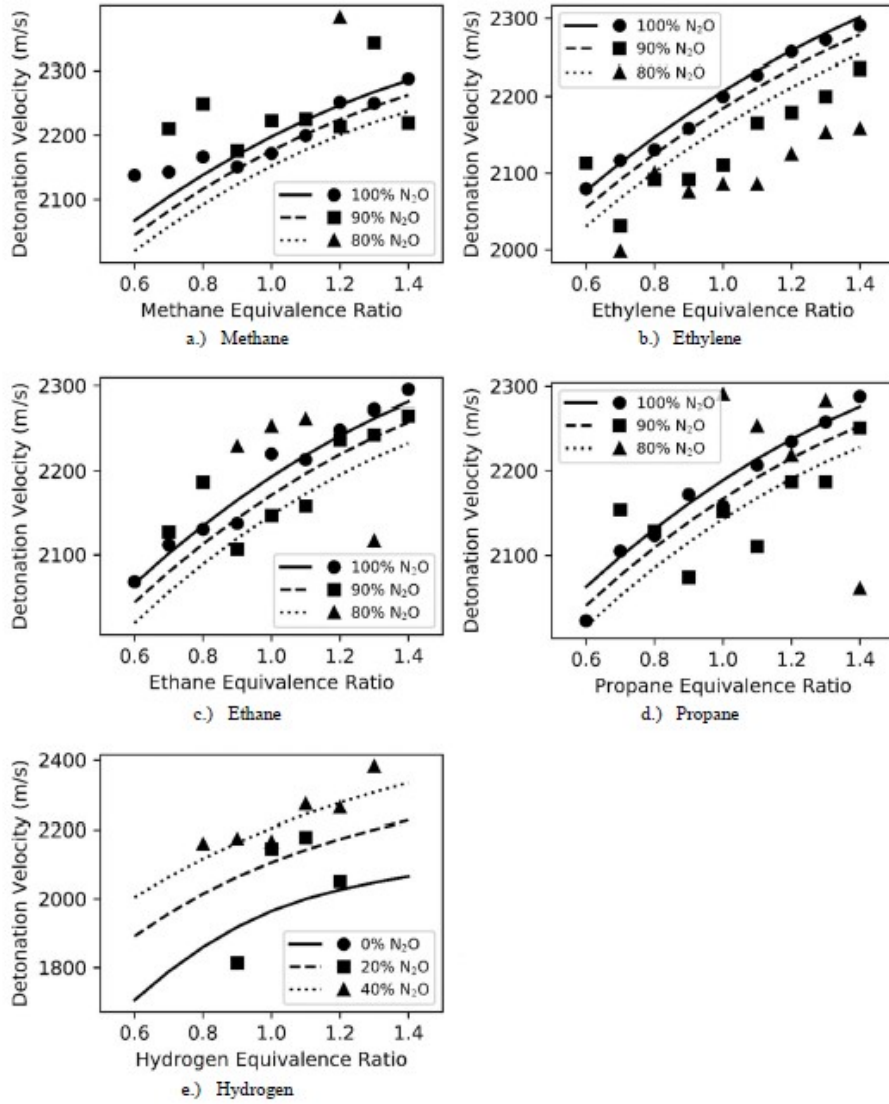 2300
2200
2100
Detonation Velocity (m/s)
100% N₂O
90% N₂O
80% N₂O
0.6 0.8 1.0 1.2 1.4
Methane Equivalence Ratio
a.) Methane
2300
2200
2100
2000
Detonation Velocity (m/s)
100% N₂O
90% N₂O
80% N₂O
0.6 0.8 1.0 1.2 1.4
Ethylene Equivalence Ratio
b.) Ethylene
2300
2200
2100
Detonation Velocity (m/s)
100% N₂O
90% N₂O
80% N₂O
0.6 0.8 1.0 1.2 1.4
Ethane Equivalence Ratio
c.) Ethane
2300
2200
2100
Detonation Velocity (m/s)
100% N₂O
90% N₂O
80% N₂O
0.6 0.8 1.0 1.2 1.4
Propane Equivalence Ratio
d.) Propane
2400
2200
2000
1800
Detonation Velocity (m/s)
0% N₂O
20% N₂O
40% N₂O
0.6 0.8 1.0 1.2 1.4
Hydrogen Equivalence Ratio
e.) Hydrogen